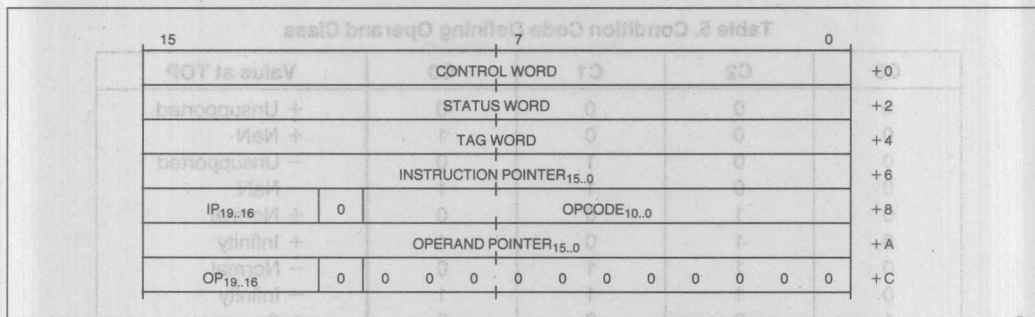 15 7 0
CONTROL WORD +0
STATUS WORD +2
TAG WORD +4
INSTRUCTION POINTER15..0 +6
IP19..16 0 OPCODE10..0 +8
OPERAND POINTER15..0 +A
OP19..16 0 0 0 0 0 0 0 0 0 0 0 0 +C